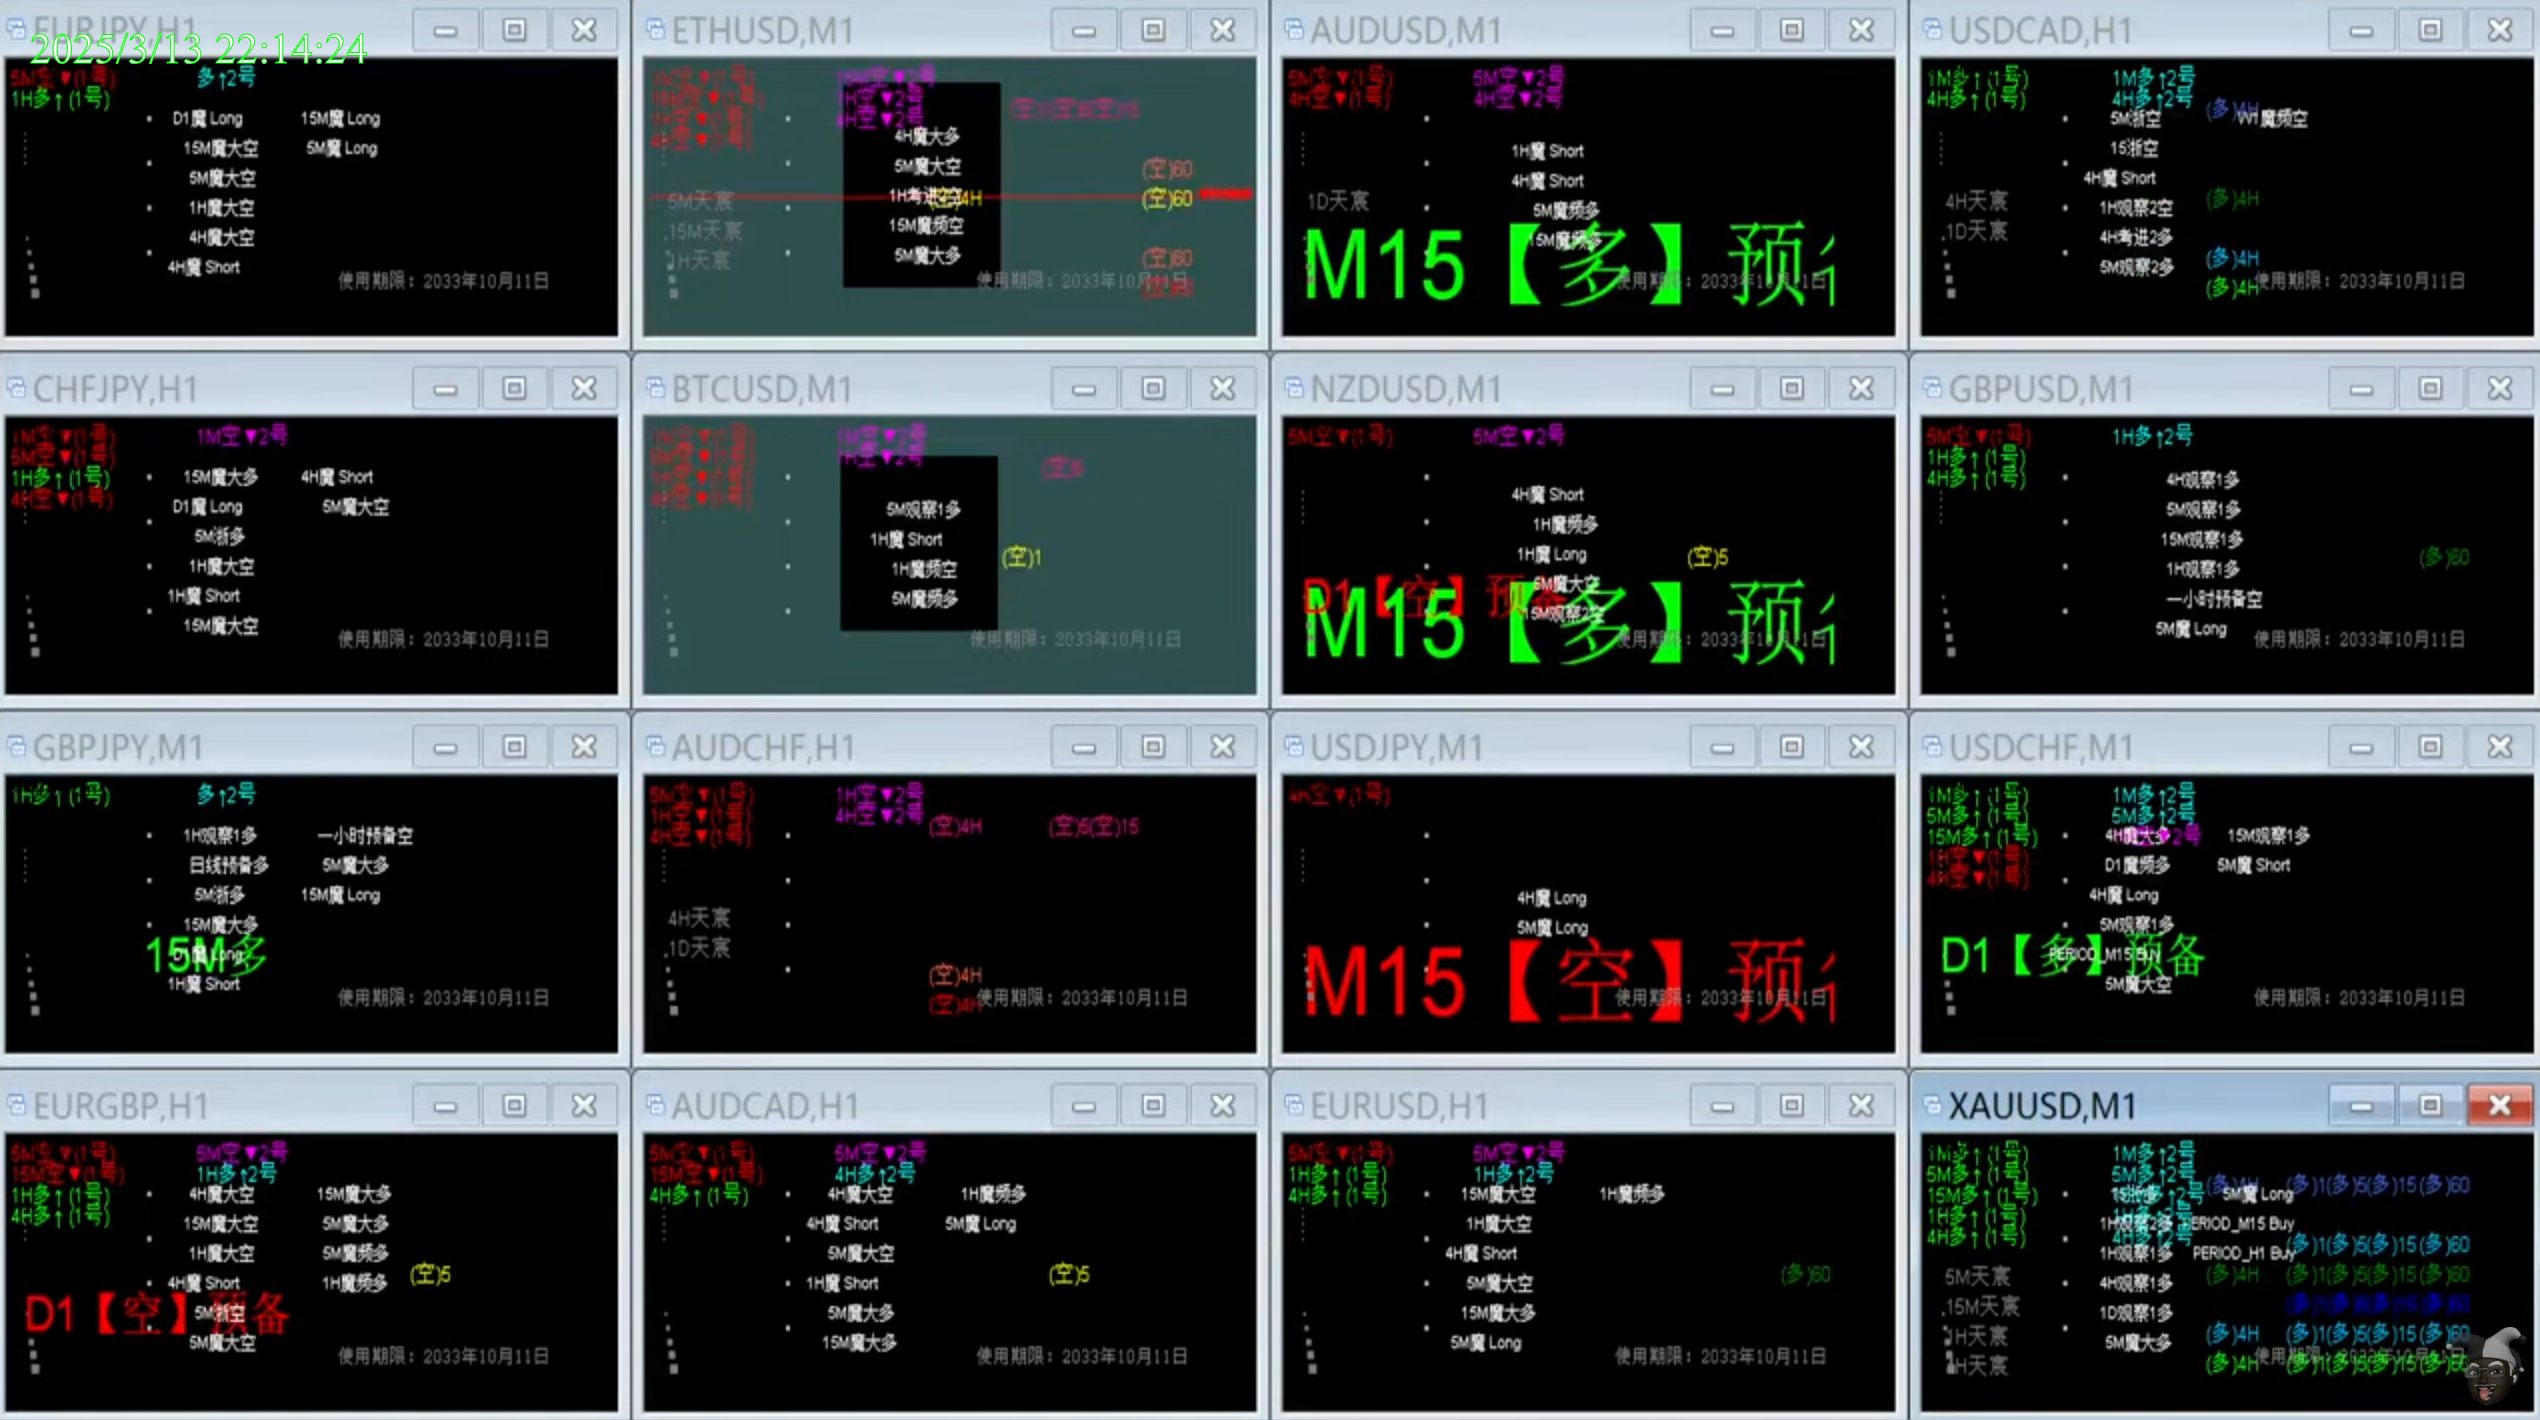 EURJPY,H1
2025/3/13 22:14:24
5M空▼(1号) 多↑2号
1H多↑(1号)
D1魔 Long 15M魔 Long
15M魔大空 5M魔 Long
5M魔大空
1H魔大空
4H魔大空
4H魔 Short
使用期限：2033年10月11日
ETHUSD,M1
15M空▼2号
1H空▼2号
4H空▼2号
4H魔大多
5M魔大空 (空)60
5M天宸 (空)60
15M天宸 15M魔频空
1H天宸 5M魔大多 (空)60
使用期限：2033年10月11日
AUDUSD,M1
5M空▼(1号) 5M空▼2号
4H空▼(1号) 4H空▼2号
1H魔 Short
4H魔 Short
1D天宸 5M魔频多
15M魔频多
M15【多】预
使用期限：2033年10月11日
USDCAD,H1
1M多↑(1号) 1M多↑2号
4H多↑(1号) 4H多↑2号
(多)4H
5M浙空 W1魔频空
15浙空
4H魔 Short
4H天宸 1H观察2空 (多)4H
1D天宸 4H考进2多
5M观察2多 (多)4H
(多)4H
使用期限：2033年10月11日
CHFJPY,H1
1M空▼(1号) 1M空▼2号
5M空▼(1号)
1H多↑(1号)
4H空▼(1号)
15M魔大多 4H魔 Short
D1魔 Long 5M魔大空
5M浙多
1H魔大空
1H魔 Short
15M魔大空
使用期限：2033年10月11日
BTCUSD,M1
1M空▼2号
1H空▼2号
(空)5
5M观察1多
1H魔 Short
(空)1
1H魔频空
5M魔频多
使用期限：2033年10月11日
NZDUSD,M1
5M空▼(1号) 5M空▼2号
4H魔 Short
1H魔频多
1H魔 Long (空)5
5M魔大空
D1【空】预备
15M观察2空
M15【多】预
使用期限：2033年10月11日
GBPUSD,M1
5M空▼(1号) 1H多↑2号
1H多↑(1号)
4H多↑(1号)
4H观察1多
5M观察1多
15M观察1多
1H观察1多 (多)60
一小时预备空
5M魔 Long
使用期限：2033年10月11日
GBPJPY,M1
1H多↑(1号) 多↑2号
1H观察1多 一小时预备空
日线预备多 5M魔大多
5M浙多 15M魔 Long
15M魔大多
D1魔 Long
15M多
1H魔 Short
使用期限：2033年10月11日
AUDCHF,H1
5M空▼(1号) 1H空▼2号
1H空▼(1号) 4H空▼2号
4H空▼(1号) (空)4H (空)5(空)15
4H天宸
1D天宸
(空)4H
(空)4H
使用期限：2033年10月11日
USDJPY,M1
4H空▼(1号)
4H魔 Long
5M魔 Long
M15【空】预
使用期限：2033年10月11日
USDCHF,M1
1M多↑(1号) 1M多↑2号
5M多↑(1号) 5M多↑2号
15M多↑(1号) 4H魔大多 15M观察1多
1H空▼(1号) D1魔频多 5M魔 Short
4H空▼(1号) 4H魔 Long
5M观察1多
D1【多】预备
PERIOD_M15 Buy
5M魔大空
使用期限：2033年10月11日
EURGBP,H1
5M空▼(1号) 5M空▼2号
15M空▼(1号) 1H多↑2号
1H多↑(1号) 4H魔大空 15M魔大多
4H多↑(1号) 15M魔大空 5M魔大多
1H魔大空 5M魔频多
4H魔 Short 1H魔频多 (空)5
D1【空】预备
5M浙空
5M魔大空
使用期限：2033年10月11日
AUDCAD,H1
5M空▼(1号) 5M空▼2号
15M空▼(1号) 4H多↑2号
4H多↑(1号) 4H魔大空 1H魔频多
4H魔 Short 5M魔 Long
5M魔大空
1H魔 Short (空)5
5M魔大多
15M魔大多
使用期限：2033年10月11日
EURUSD,H1
5M空▼(1号) 5M空▼2号
1H多↑(1号) 1H多↑2号
4H多↑(1号) 15M魔大空 1H魔频多
1H魔大空
4H魔 Short
5M魔大空 (多)60
15M魔大多
5M魔 Long
使用期限：2033年10月11日
XAUUSD,M1
1M多↑(1号) 1M多↑2号
5M多↑(1号) 5M多↑2号
15M多↑(1号) (多)4H (多)1(多)5(多)15(多)60
5M魔 Long
1H多↑(1号) 1H观察2多 PERIOD_M15 Buy
4H多↑(1号) 4H多↑2号 (多)1(多)5(多)15(多)60
1H观察1多 PERIOD_H1 Buy
5M天宸 4H观察1多 (多)4H (多)1(多)5(多)15(多)60
15M天宸 1D观察1多
1H天宸 5M魔大多 (多)4H (多)1(多)5(多)15(多)60
4H天宸 (多)4H